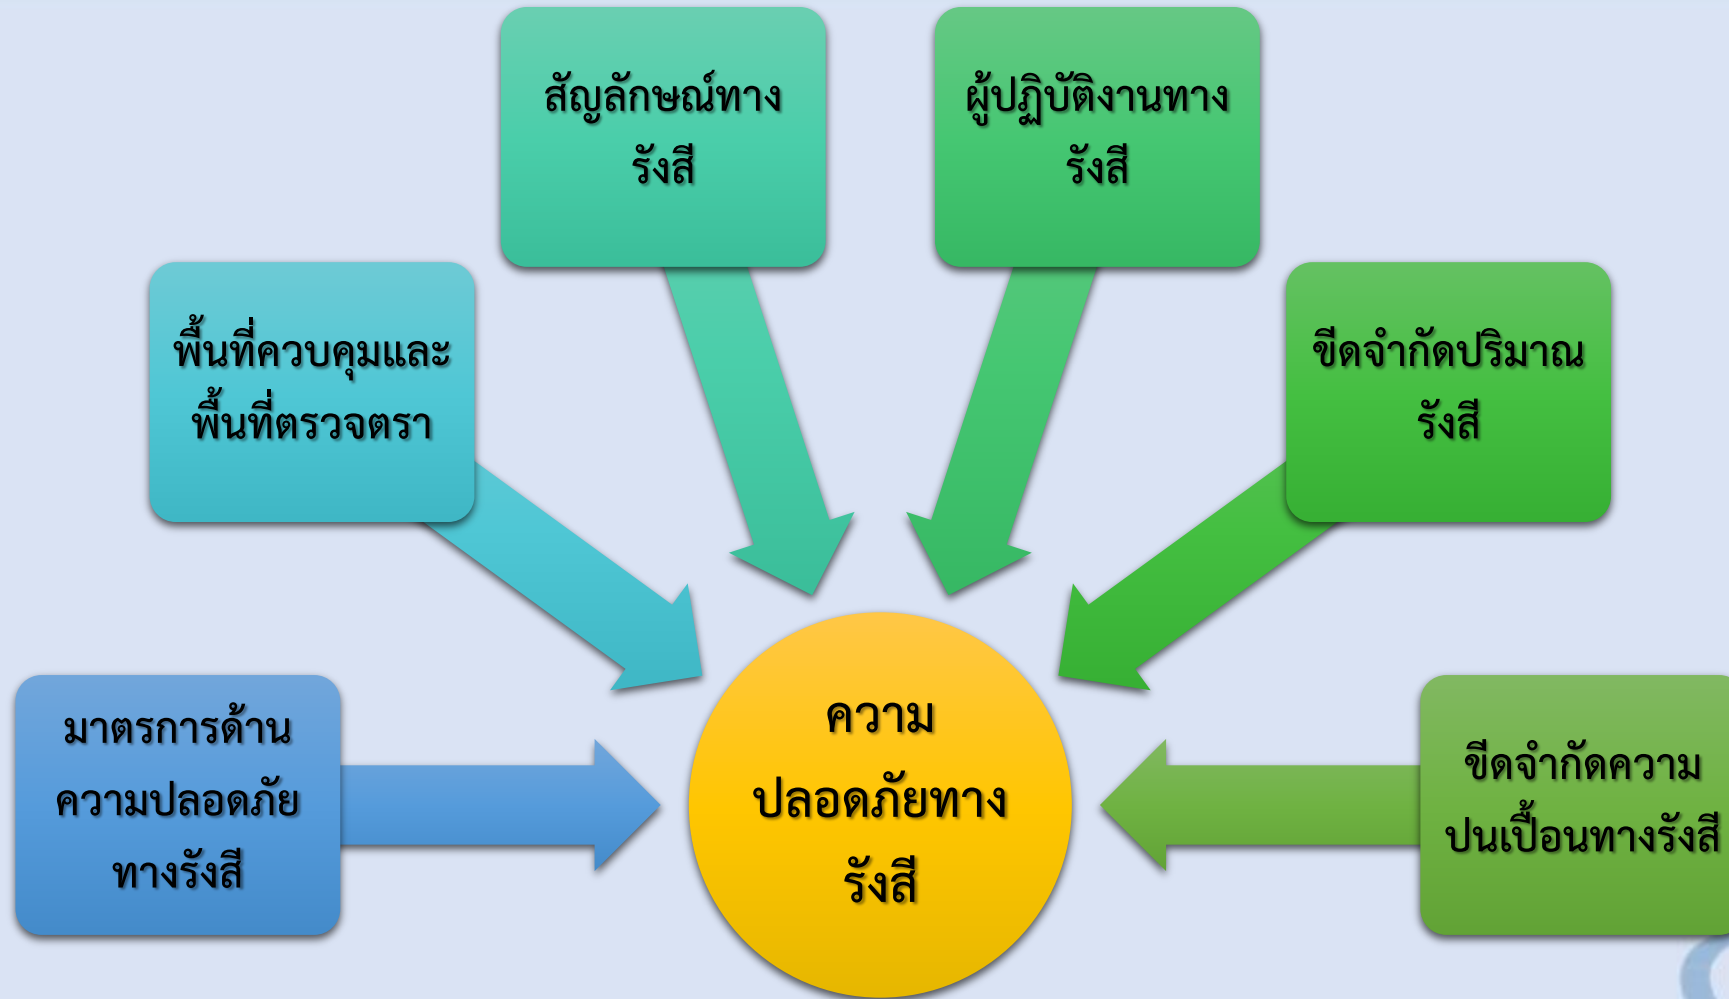 สัญลักษณ์ทาง
รังสี
ผู้ปฏิบัติงานทาง
รังสี
พื้นที่ควบคุมและ
พื้นที่ตรวจตรา
ขีดจำกัดปริมาณ
รังสี
มาตรการด้าน
ความปลอดภัย
ทางรังสี
ความ
ปลอดภัยทาง
รังสี
ขีดจำกัดความ
ปนเปื้อนทางรังสี